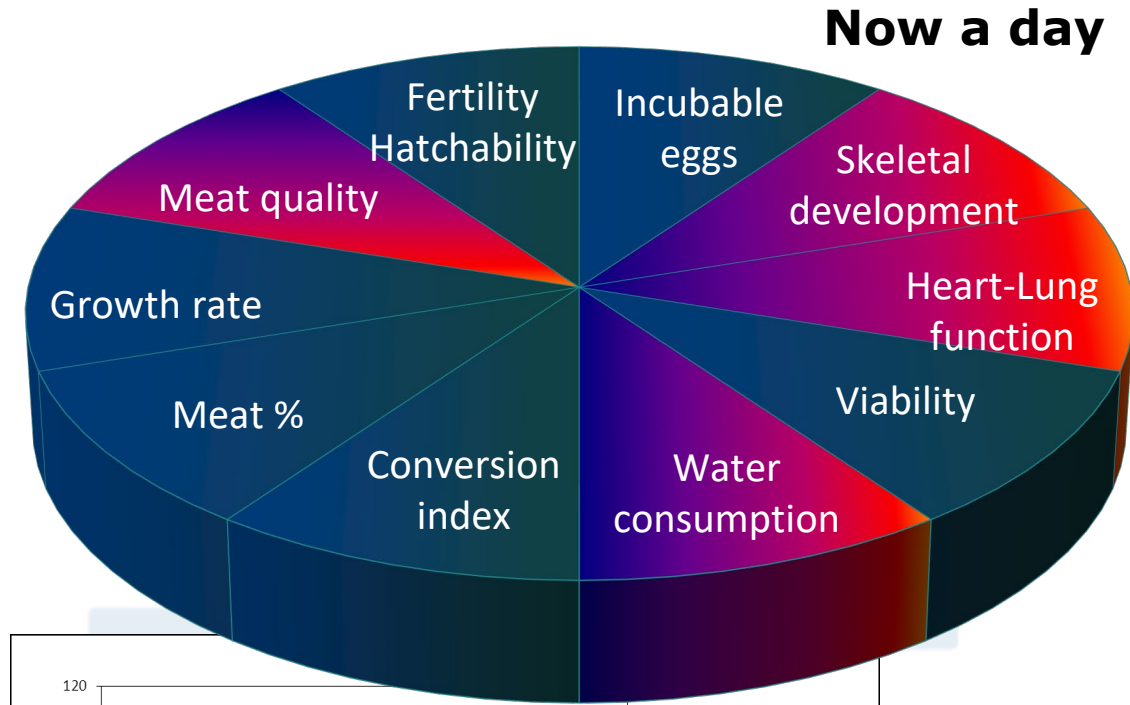 Now a day
Fertility
Hatchability
Incubable
eggs
Skeletal
development
Meat quality
Heart-Lung
function
Growth rate
Viability
Meat %
Conversion
index
Water
consumption
120